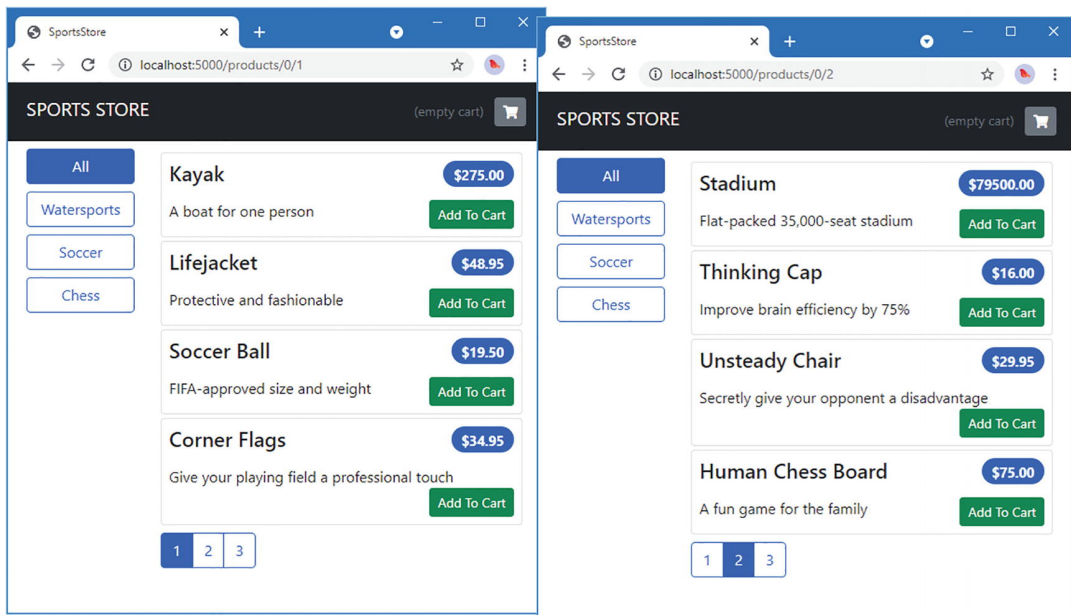 SportsStore
localhost:5000/products/0/1
SPORTS STORE
(empty cart)
All
Watersports
Soccer
Chess
Kayak
$275.00
A boat for one person
Add To Cart
Lifejacket
$48.95
Protective and fashionable
Add To Cart
Soccer Ball
$19.50
FIFA-approved size and weight
Add To Cart
Corner Flags
$34.95
Give your playing field a professional touch
Add To Cart
1 2 3
SportsStore
localhost:5000/products/0/2
SPORTS STORE
(empty cart)
All
Watersports
Soccer
Chess
Stadium
$79500.00
Flat-packed 35,000-seat stadium
Add To Cart
Thinking Cap
$16.00
Improve brain efficiency by 75%
Add To Cart
Unsteady Chair
$29.95
Secretly give your opponent a disadvantage
Add To Cart
Human Chess Board
$75.00
A fun game for the family
Add To Cart
1 2 3